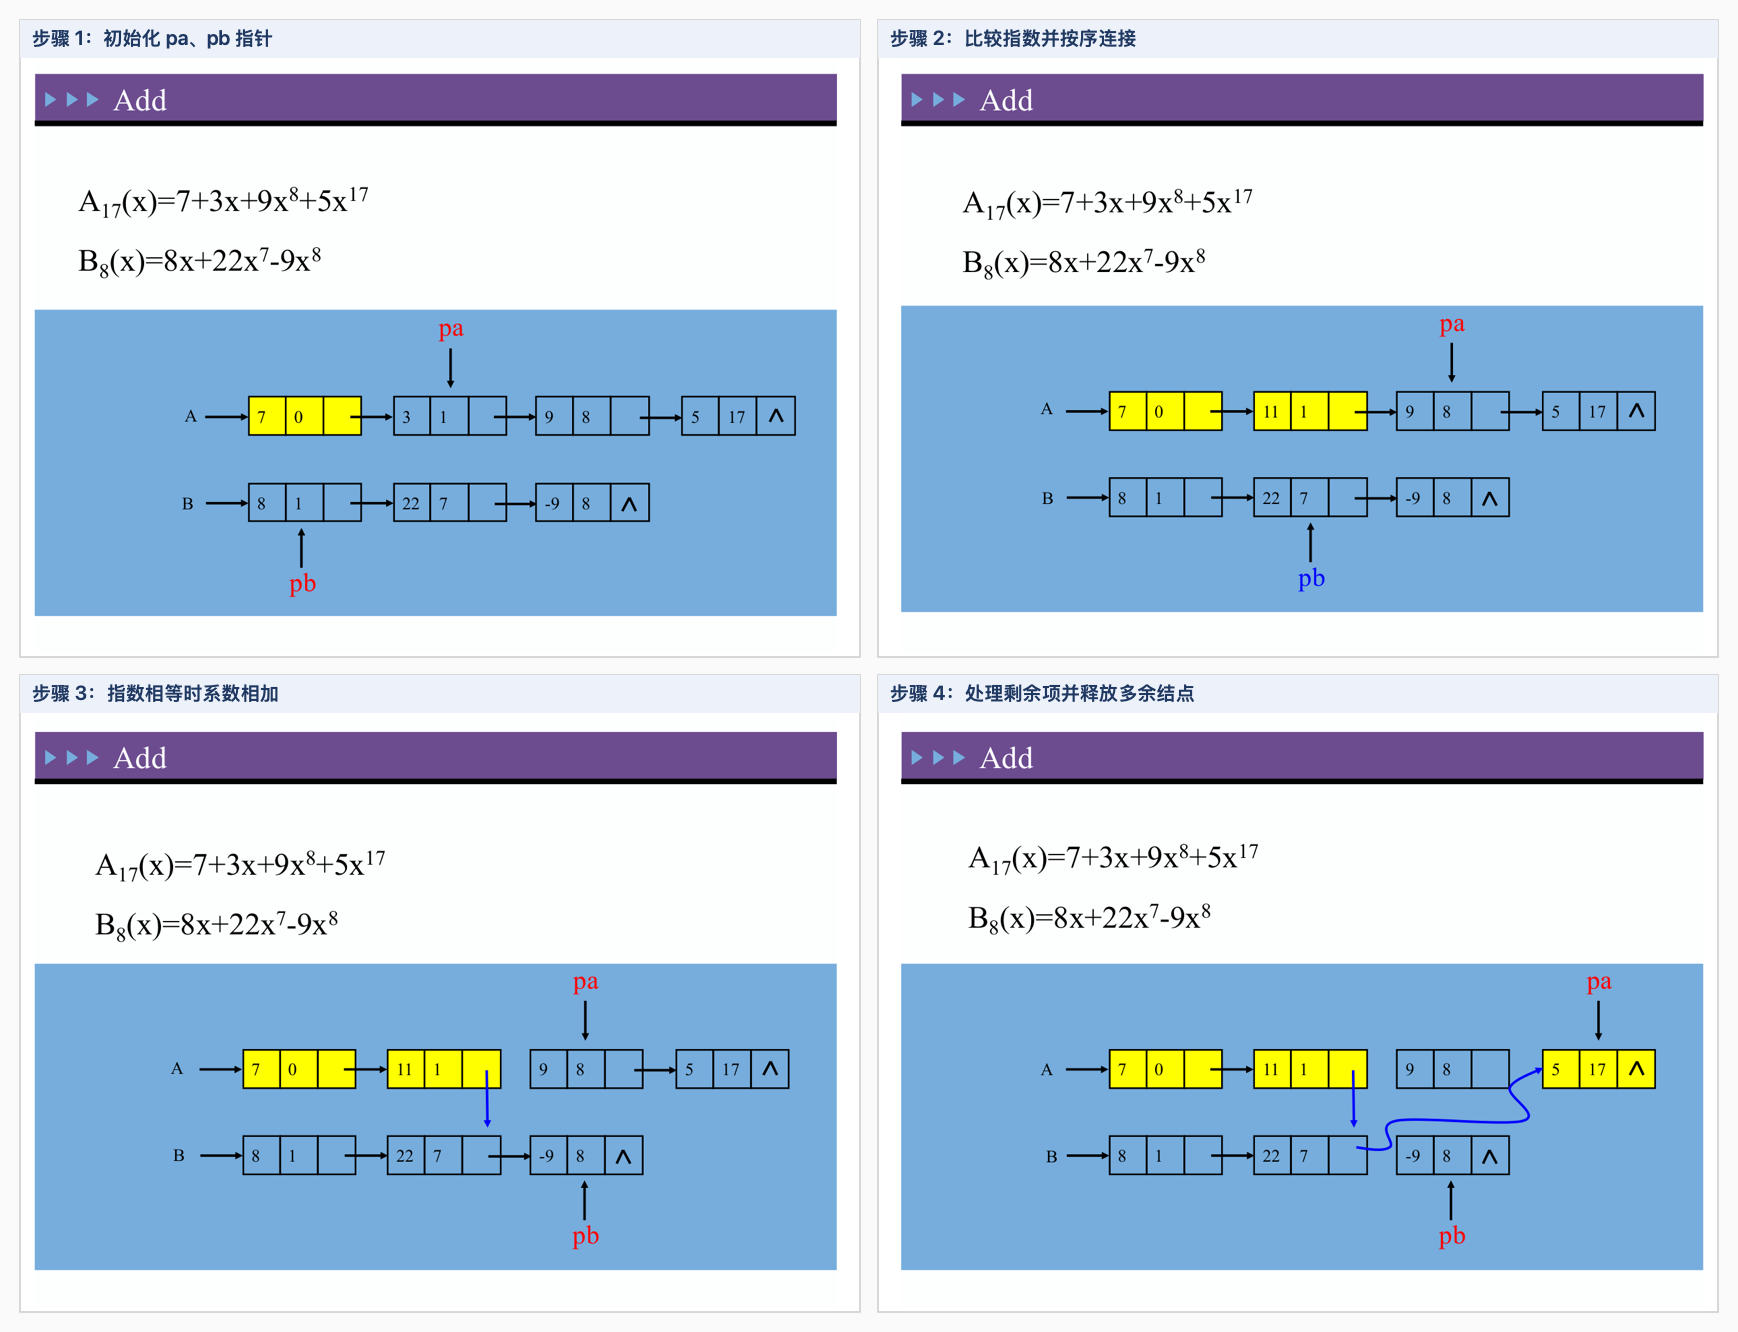 步骤 1：初始化 pa、pb 指针
Add
A₁₇(x)=7+3x+9x⁸+5x¹⁷
B₈(x)=8x+22x⁷-9x⁸
pa
A 7 0 3 1 9 8 5 17 ^
B 8 1 22 7 -9 8 ^
pb
步骤 2：比较指数并按序连接
Add
A₁₇(x)=7+3x+9x⁸+5x¹⁷
B₈(x)=8x+22x⁷-9x⁸
pa
A 7 0 11 1 9 8 5 17 ^
B 8 1 22 7 -9 8 ^
pb
步骤 3：指数相等时系数相加
Add
A₁₇(x)=7+3x+9x⁸+5x¹⁷
B₈(x)=8x+22x⁷-9x⁸
pa
A 7 0 11 1 9 8 5 17 ^
B 8 1 22 7 -9 8 ^
pb
步骤 4：处理剩余项并释放多余结点
Add
A₁₇(x)=7+3x+9x⁸+5x¹⁷
B₈(x)=8x+22x⁷-9x⁸
pa
A 7 0 11 1 9 8 5 17 ^
B 8 1 22 7 -9 8 ^
pb